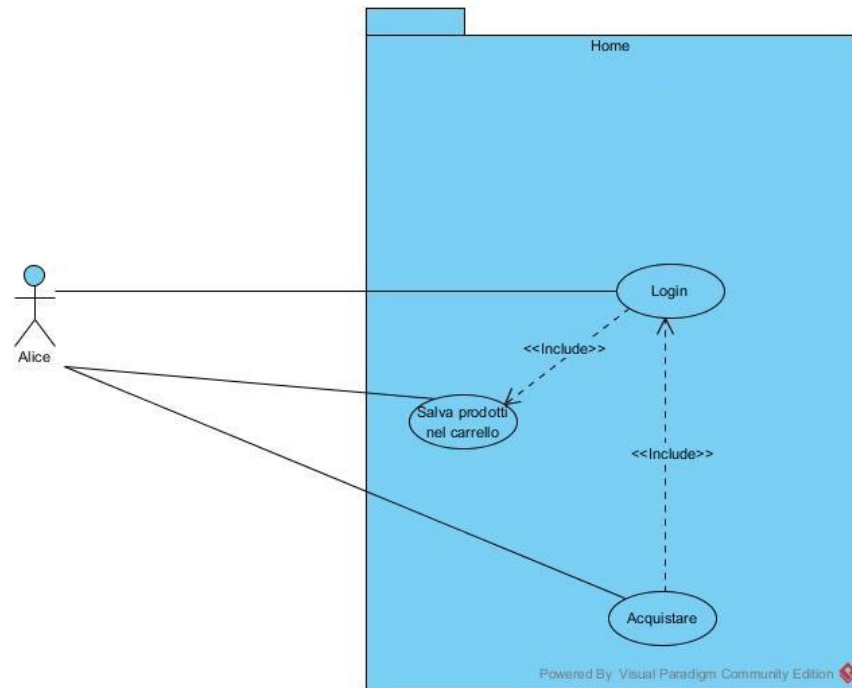 Home
Login
Alice
<<Include>>
Salva prodotti
nel carrello
<<Include>>
Acquistare
Powered By Visual Paradigm Community Edition